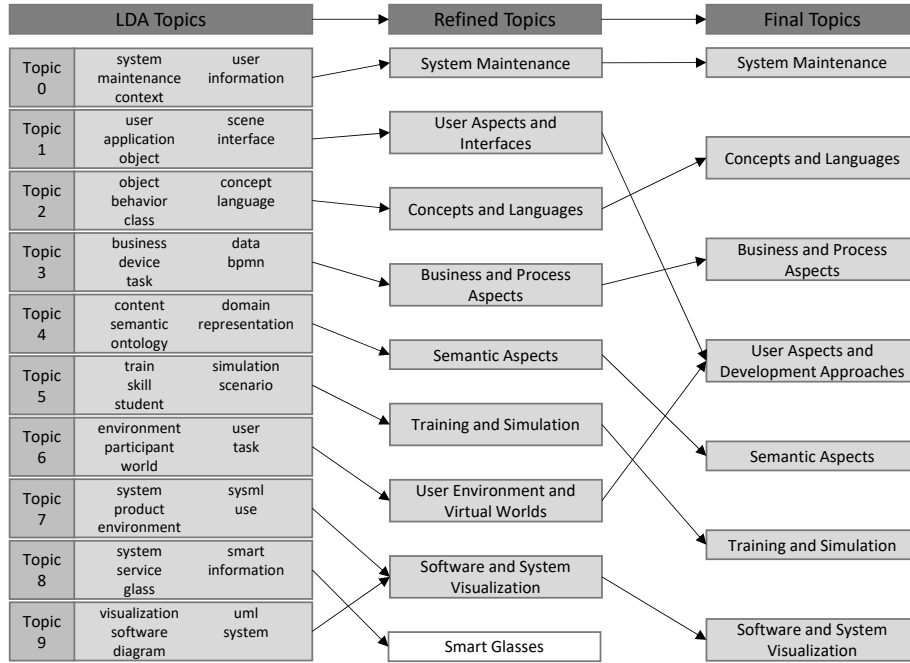 LDA Topics
Refined Topics
Final Topics
Topic
0
system user
maintenance information
context
System Maintenance
System Maintenance
Topic
1
user scene
application interface
object
User Aspects and
Interfaces
Concepts and Languages
Topic
2
object concept
behavior language
class
Concepts and Languages
Business and Process
Aspects
Topic
3
business data
device bpmn
task
Business and Process
Aspects
User Aspects and
Development Approaches
Topic
4
content domain
semantic representation
ontology
Semantic Aspects
Semantic Aspects
Topic
5
train simulation
skill scenario
student
Training and Simulation
Training and Simulation
Topic
6
environment user
participant task
world
User Environment and
Virtual Worlds
Topic
7
system sysml
product use
environment
Software and System
Visualization
Software and System
Visualization
Topic
8
system smart
service information
glass
Smart Glasses
Topic
9
visualization uml
software system
diagram